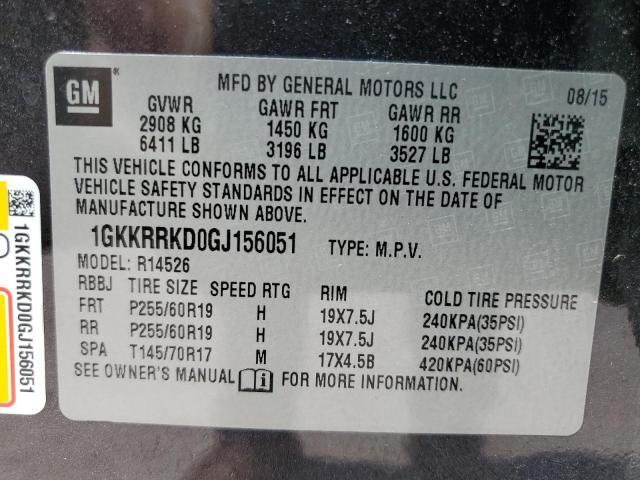 GM
MFD BY GENERAL MOTORS LLC
08/15
GVWR GAWR FRT GAWR RR
2908 KG 1450 KG 1600 KG
6411 LB 3196 LB 3527 LB
THIS VEHICLE CONFORMS TO ALL APPLICABLE U.S. FEDERAL MOTOR
VEHICLE SAFETY STANDARDS IN EFFECT ON THE DATE OF
MANUFACTURE SHOWN ABOVE.
1GKKRRKD0GJ156051 TYPE: M.P.V.
MODEL: R14526
RBBJ TIRE SIZE SPEED RTG RIM COLD TIRE PRESSURE
FRT P255/60R19 H 19X7.5J 240KPA(35PSI)
RR P255/60R19 H 19X7.5J 240KPA(35PSI)
SPA T145/70R17 M 17X4.5B 420KPA(60PSI)
SEE OWNER'S MANUAL FOR MORE INFORMATION.
1GKKRRKD0GJ156051